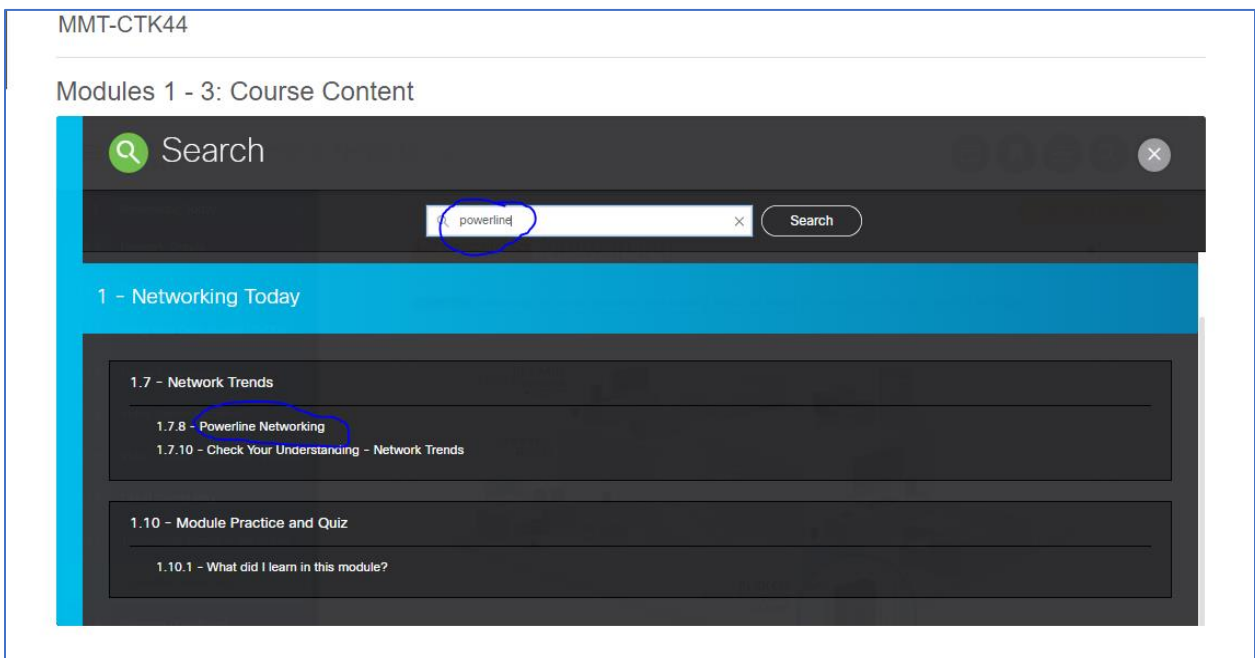 MMT-CTK44
Modules 1 - 3: Course Content
Search
powerline
Search
1 - Networking Today
1.7 - Network Trends
1.7.8 - Powerline Networking
1.7.10 - Check Your Understanding - Network Trends
1.10 - Module Practice and Quiz
1.10.1 - What did I learn in this module?